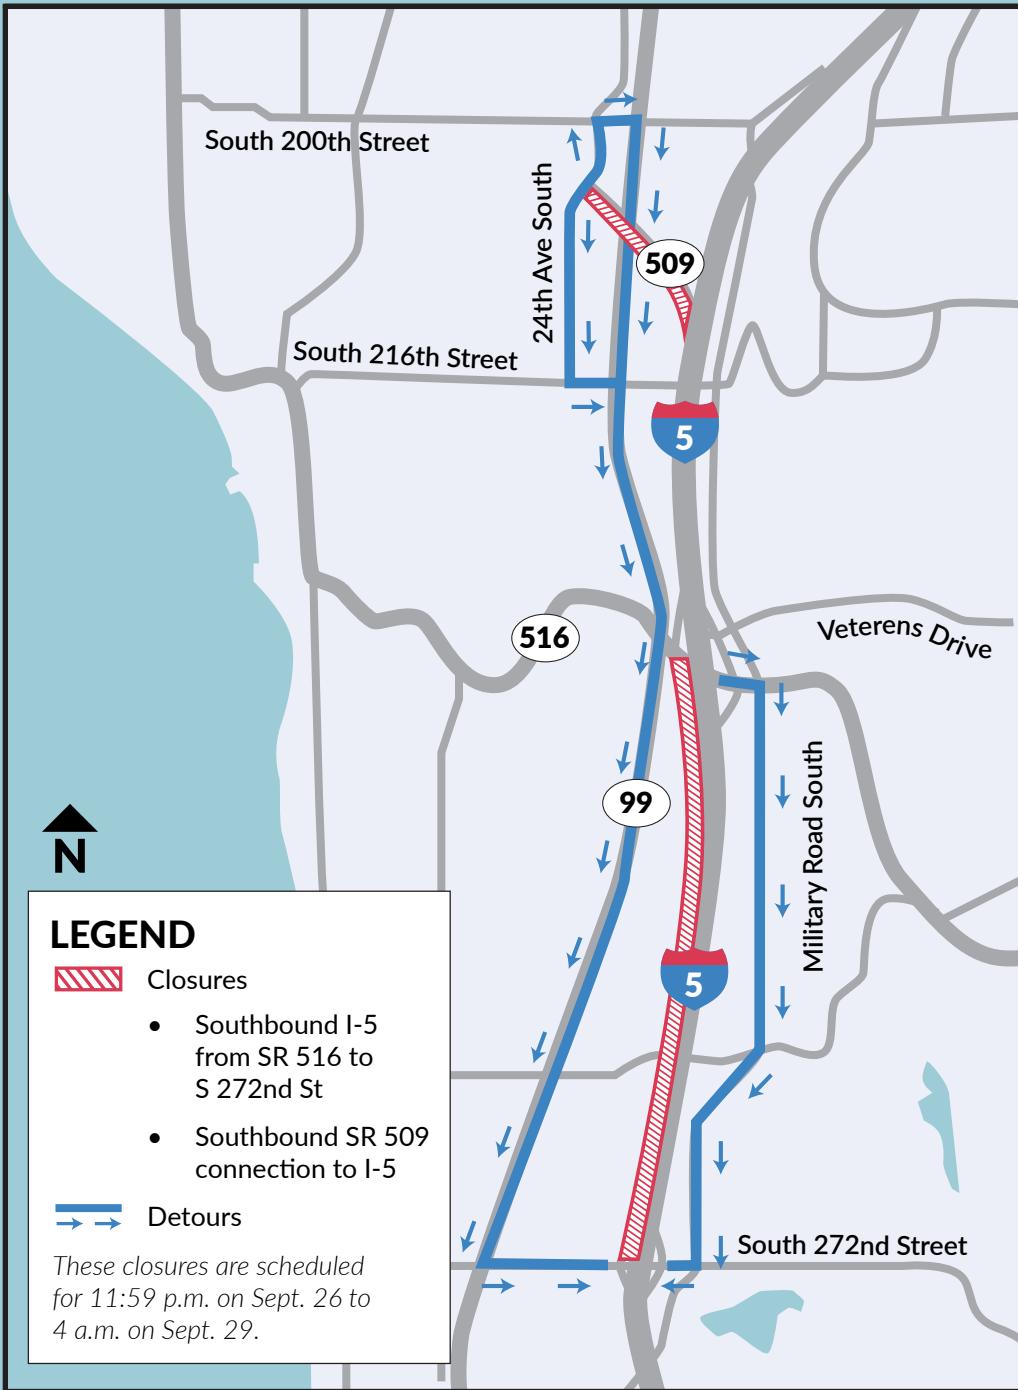 South 200th Street
24th Ave South
509
South 216th Street
5
516
Veterens Drive
99
Military Road South
N
5
LEGEND
Closures
• Southbound I-5
from SR 516 to
S 272nd St
• Southbound SR 509
connection to I-5
Detours
These closures are scheduled
for 11:59 p.m. on Sept. 26 to
4 a.m. on Sept. 29.
South 272nd Street